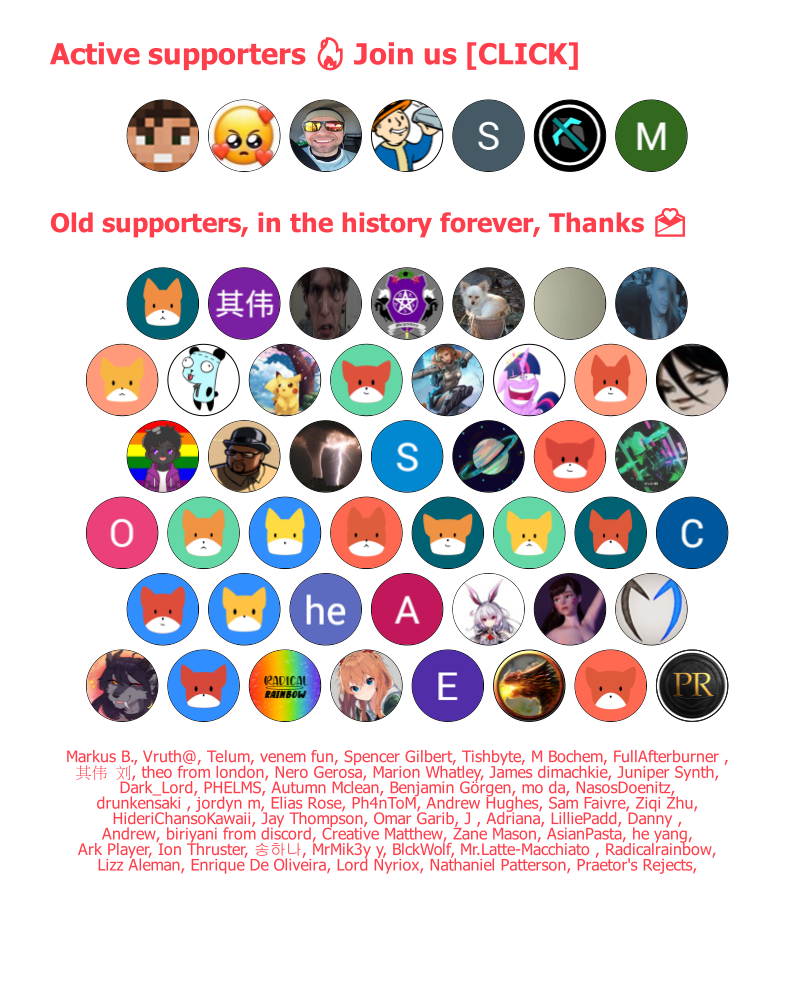 Active supporters 🔥 Join us [CLICK]
S M
Old supporters, in the history forever, Thanks 💌
其伟
S
O C
he A
RADICAL RAINBOW E PR
Markus B., Vruth@, Telum, venem fun, Spencer Gilbert, Tishbyte, M Bochem, FullAfterburner ,
其伟 刘, theo from london, Nero Gerosa, Marion Whatley, James dimachkie, Juniper Synth,
Dark_Lord, PHELMS, Autumn Mclean, Benjamin Görgen, mo da, NasosDoenitz,
drunkensaki , jordyn m, Elias Rose, Ph4nToM, Andrew Hughes, Sam Faivre, Ziqi Zhu,
HideriChansoKawaii, Jay Thompson, Omar Garib, J , Adriana, LilliePadd, Danny ,
Andrew, biriyani from discord, Creative Matthew, Zane Mason, AsianPasta, he yang,
Ark Player, Ion Thruster, 송하나, MrMik3y y, BlckWolf, Mr.Latte-Macchiato , Radicalrainbow,
Lizz Aleman, Enrique De Oliveira, Lord Nyriox, Nathaniel Patterson, Praetor's Rejects,